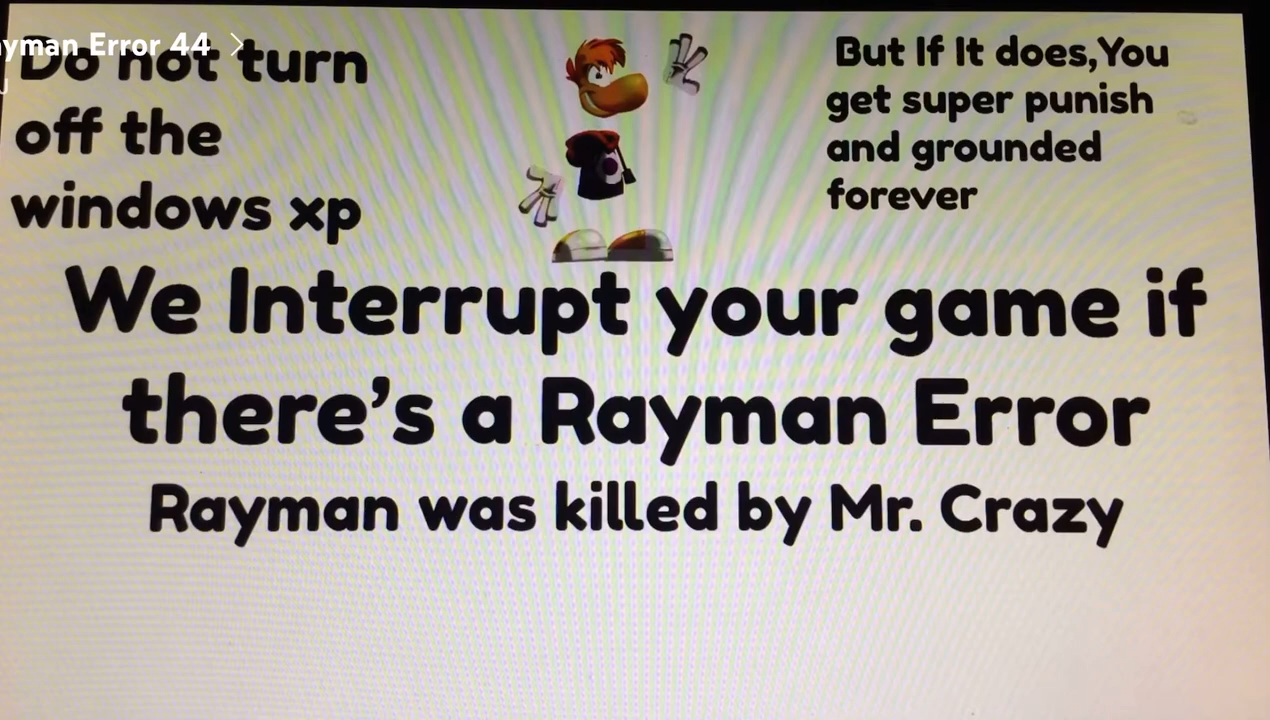 ayman Error 44 >
Do not turn
off the
windows xp
But If It does,You
get super punish
and grounded
forever
We Interrupt your game if
there's a Rayman Error
Rayman was killed by Mr. Crazy